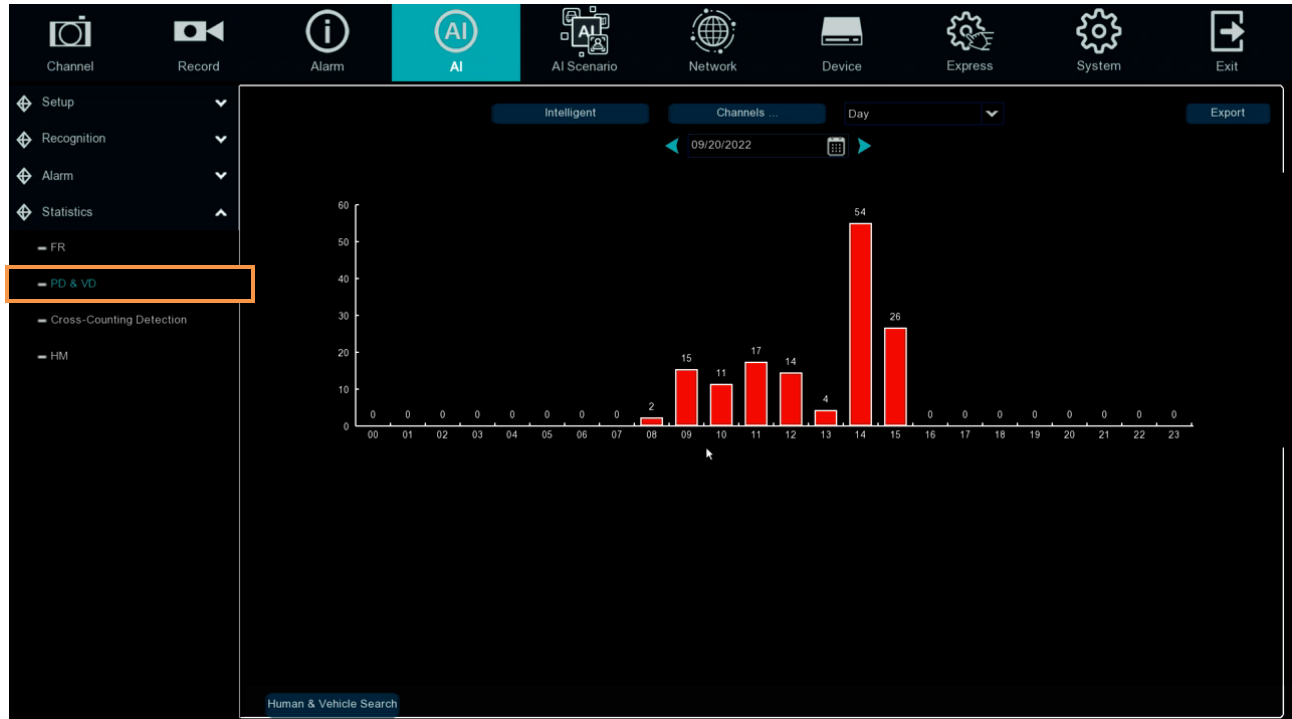 Channel
Record
Alarm
AI
AI
AI
AI Scenario
Network
Device
Express
System
Exit
Setup
Recognition
Alarm
Statistics
FR
PD & VD
Cross-Counting Detection
HM
Intelligent
Channels ...
Day
Export
09/20/2022
60
50
40
30
20
10
0
0 0 0 0 0 0 0 0 2 15 11 17 14 4 54 26 0 0 0 0 0 0 0 0
00 01 02 03 04 05 06 07 08 09 10 11 12 13 14 15 16 17 18 19 20 21 22 23
Human & Vehicle Search